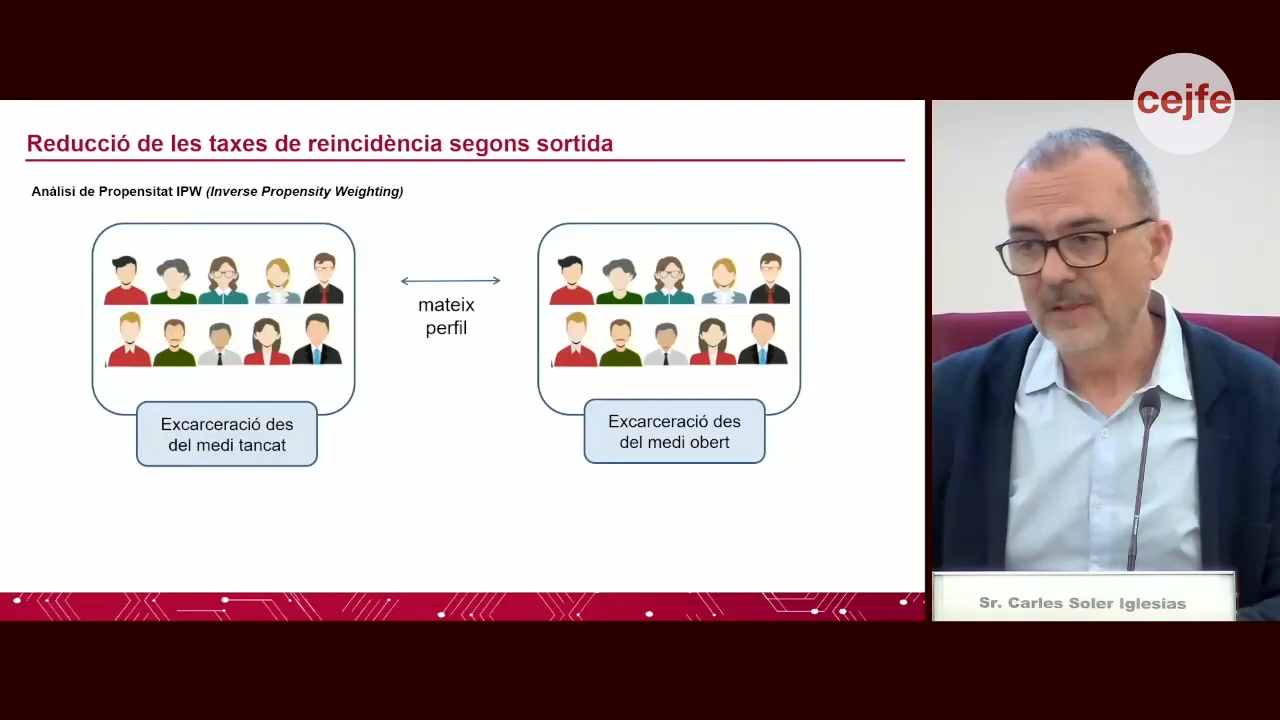 cejfe
Reducció de les taxes de reincidència segons sortida
Anàlisi de Propensitat IPW (Inverse Propensity Weighting)
mateix
perfil
Excarceració des
del medi tancat
Excarceració des
del medi obert
Sr. Carles Soler Iglesias